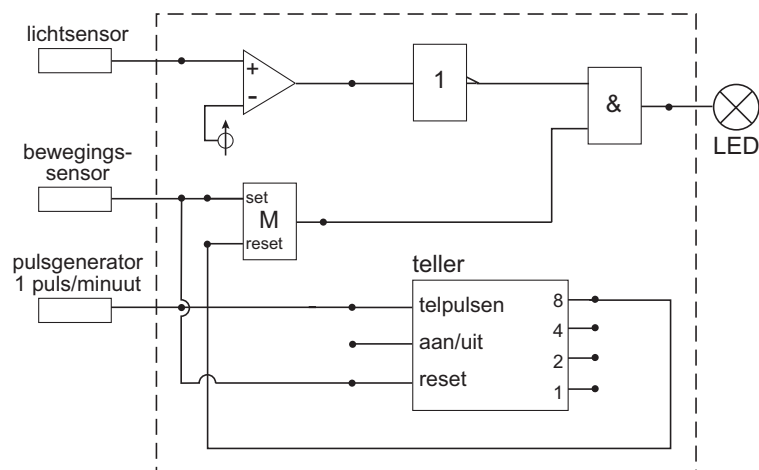 lichtsensor
+
-
1
&
LED
bewegings-
sensor
set
M
reset
pulsgenerator
1 puls/minuut
teller
telpulsen
aan/uit
reset
8
4
2
1